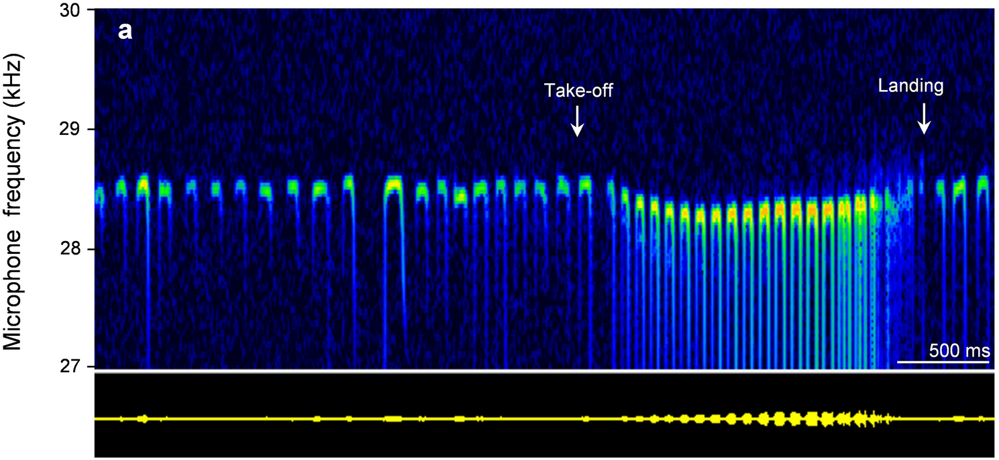 30
a
29
28
27
Microphone frequency (kHz)
Take-off
Landing
500 ms